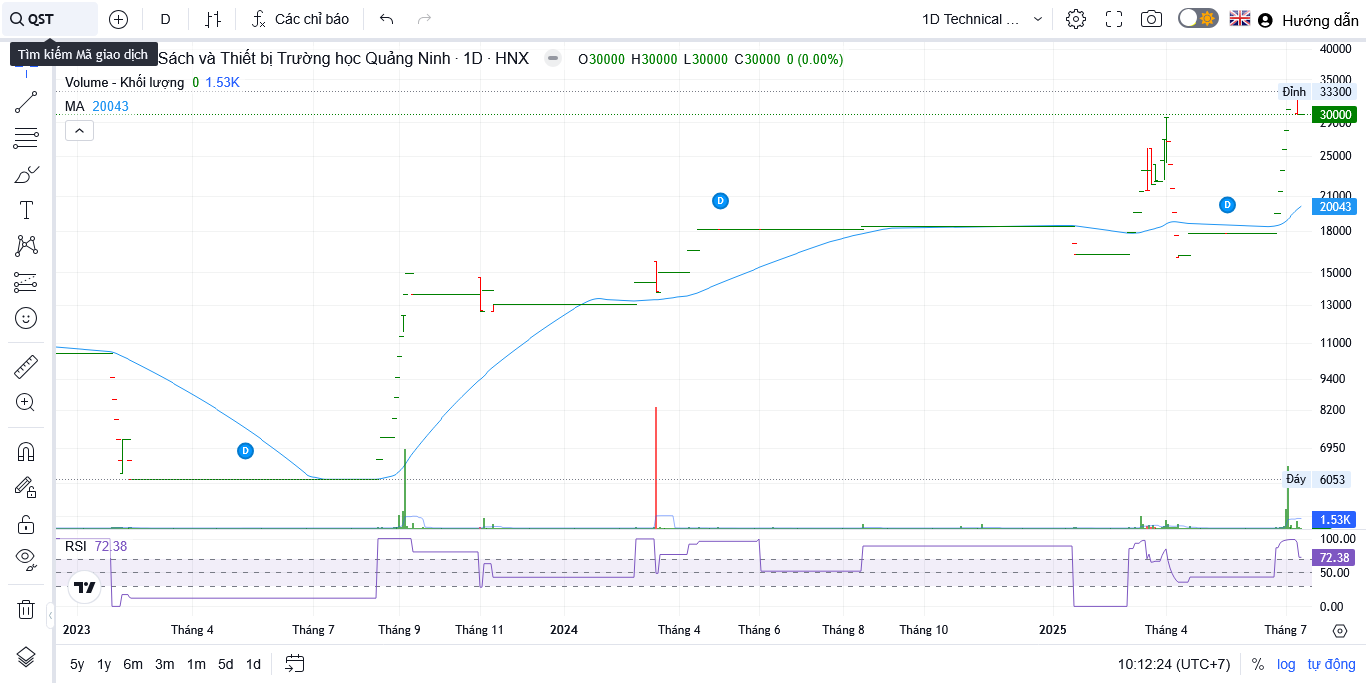 QST
D
Các chỉ báo
1D Technical ...
Hướng dẫn
Tìm kiếm Mã giao dịch
Sách và Thiết bị Trường học Quảng Ninh · 1D · HNX
O30000 H30000 L30000 C30000 0 (0.00%)
Volume - Khối lượng 0 1.53K
MA 20043
40000
35000
Đỉnh 33300
30000
29000
25000
21000
20043
18000
15000
13000
11000
9400
8200
6950
Đáy 6053
1.53K
D
D
D
RSI 72.38
100.00
72.38
50.00
0.00
2023 Tháng 4 Tháng 7 Tháng 9 Tháng 11 2024 Tháng 4 Tháng 6 Tháng 8 Tháng 10 2025 Tháng 4 Tháng 7
5y 1y 6m 3m 1m 5d 1d
10:12:24 (UTC+7) % log tự động